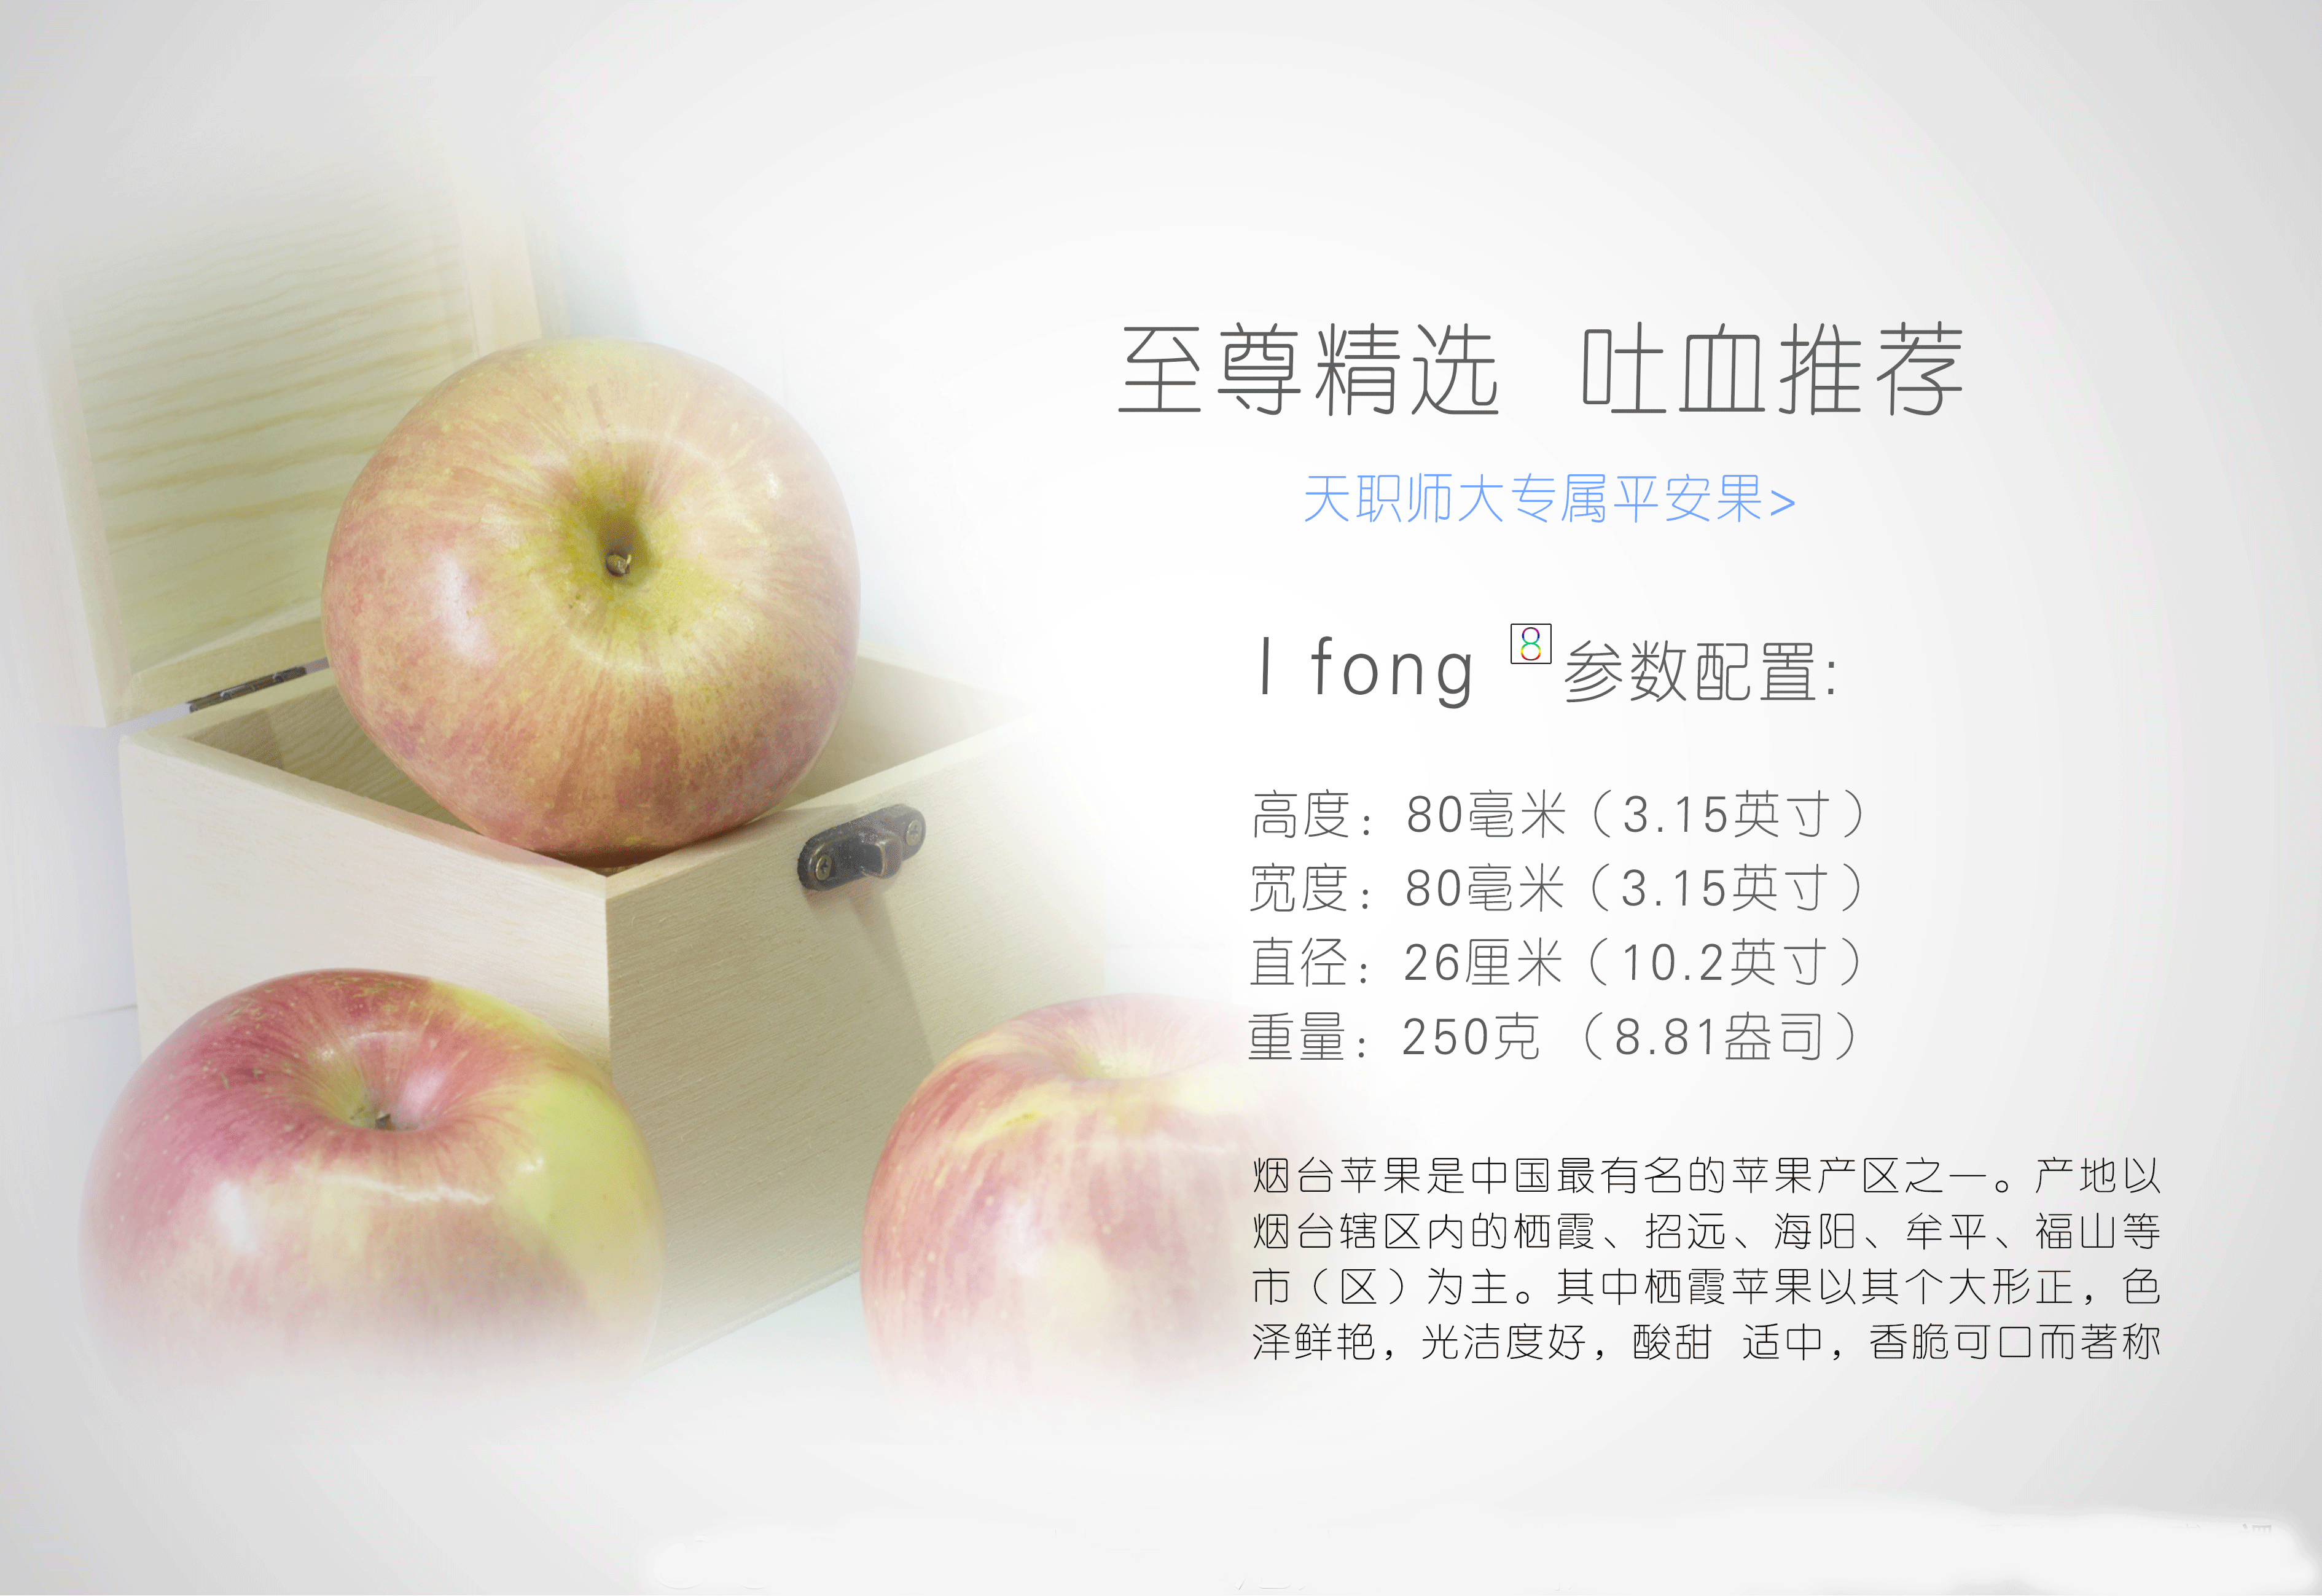 至尊精选 吐血推荐
天职师大专属平安果>
I fong 8 参数配置:
高度：80毫米（3.15英寸）
宽度：80毫米（3.15英寸）
直径：26厘米（10.2英寸）
重量：250克 （8.81盎司）
烟台苹果是中国最有名的苹果产区之一。产地以
烟台辖区内的栖霞、招远、海阳、牟平、福山等
市（区）为主。其中栖霞苹果以其个大形正，色
泽鲜艳，光洁度好，酸甜 适中，香脆可口而著称